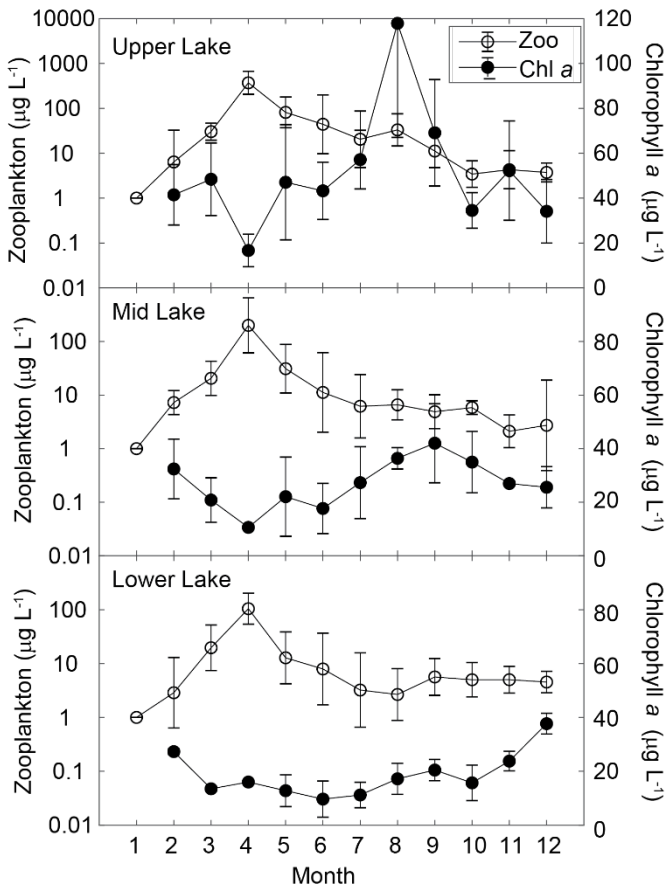 Upper Lake
Zoo
Chl a
Zooplankton (μg L-1)
10000
1000
100
10
1
0.1
0.01
120
100
80
60
40
20
0
Chlorophyll a (μg L-1)
Mid Lake
Zooplankton (μg L-1)
100
10
1
0.1
0.01
80
60
40
20
0
Chlorophyll a (μg L-1)
Lower Lake
Zooplankton (μg L-1)
100
10
1
0.1
0.01
80
60
40
20
0
Chlorophyll a (μg L-1)
1 2 3 4 5 6 7 8 9 10 11 12
Month